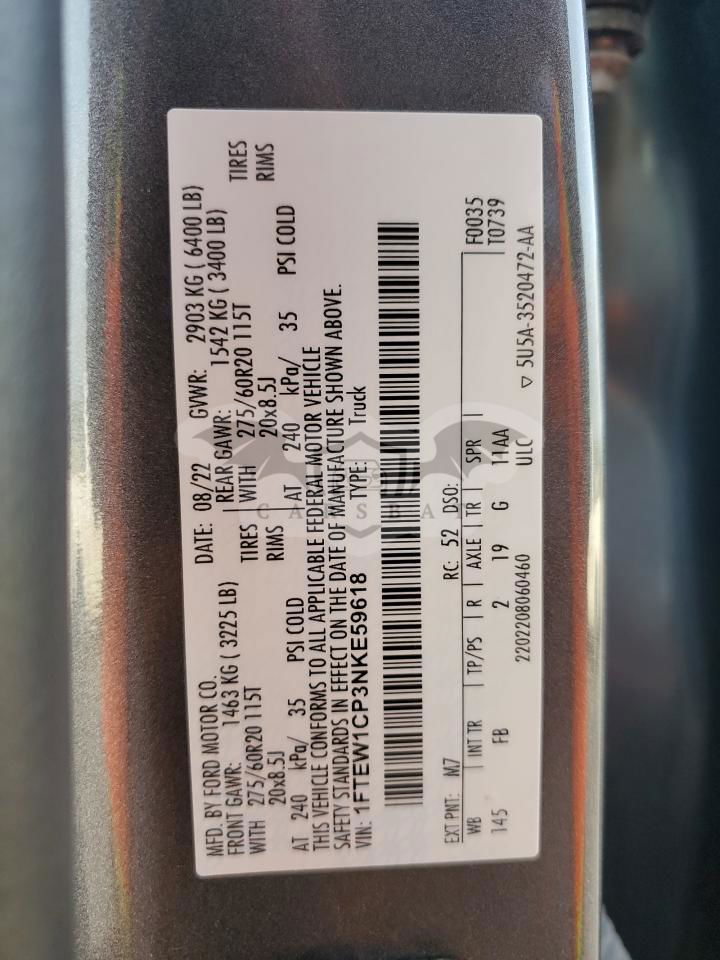 MFD. BY FORD MOTOR CO.
DATE: 08/22 GVWR: 2903 KG ( 6400 LB)
FRONT GAWR: 1463 KG ( 3225 LB) REAR GAWR: 1542 KG ( 3400 LB)
WITH 275/60R20 115T TIRES WITH 275/60R20 115T TIRES
20x8.5J RIMS 20x8.5J RIMS
AT 240 kPa/ 35 PSI COLD AT 240 kPa/ 35 PSI COLD
THIS VEHICLE CONFORMS TO ALL APPLICABLE FEDERAL MOTOR VEHICLE
SAFETY STANDARDS IN EFFECT ON THE DATE OF MANUFACTURE SHOWN ABOVE.
VIN: 1FTEW1CP3NKE59618 TYPE: Truck
EXT PNT: M7 RC: 52 DSO: F0035
WB INT TR TP/PS R AXLE TR SPR T0739
145 FB 2 19 G 11AA
2202208060460 ULC ▽ 5U5A-3520472-AA